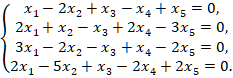 x₁ − 2x₂ + x₃ − x₄ + x₅ = 0,
2x₁ + x₂ − x₃ + 2x₄ − 3x₅ = 0,
3x₁ − 2x₂ − x₃ + x₄ − 2x₅ = 0,
2x₁ − 5x₂ + x₃ − 2x₄ + 2x₅ = 0.